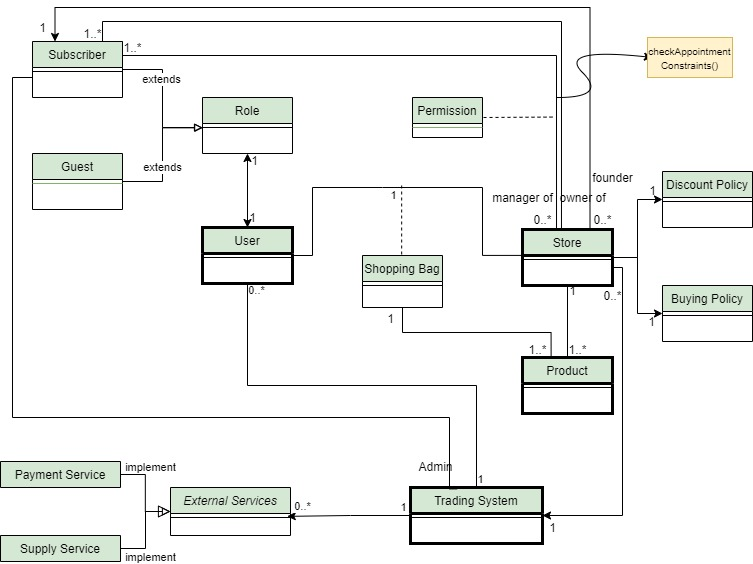 1
1..*
1..*
Subscriber
checkAppointment
Constraints()
extends
Role
Permission
Guest
extends
1
founder
Discount Policy
1
manager of
owner of
1
1
0..*
0..*
User
Store
Shopping Bag
0..*
1
0..*
Buying Policy
1
1
1..*
1..*
Product
Admin
implement
Payment Service
1
External Services
0..*
1
Trading System
1
Supply Service
implement